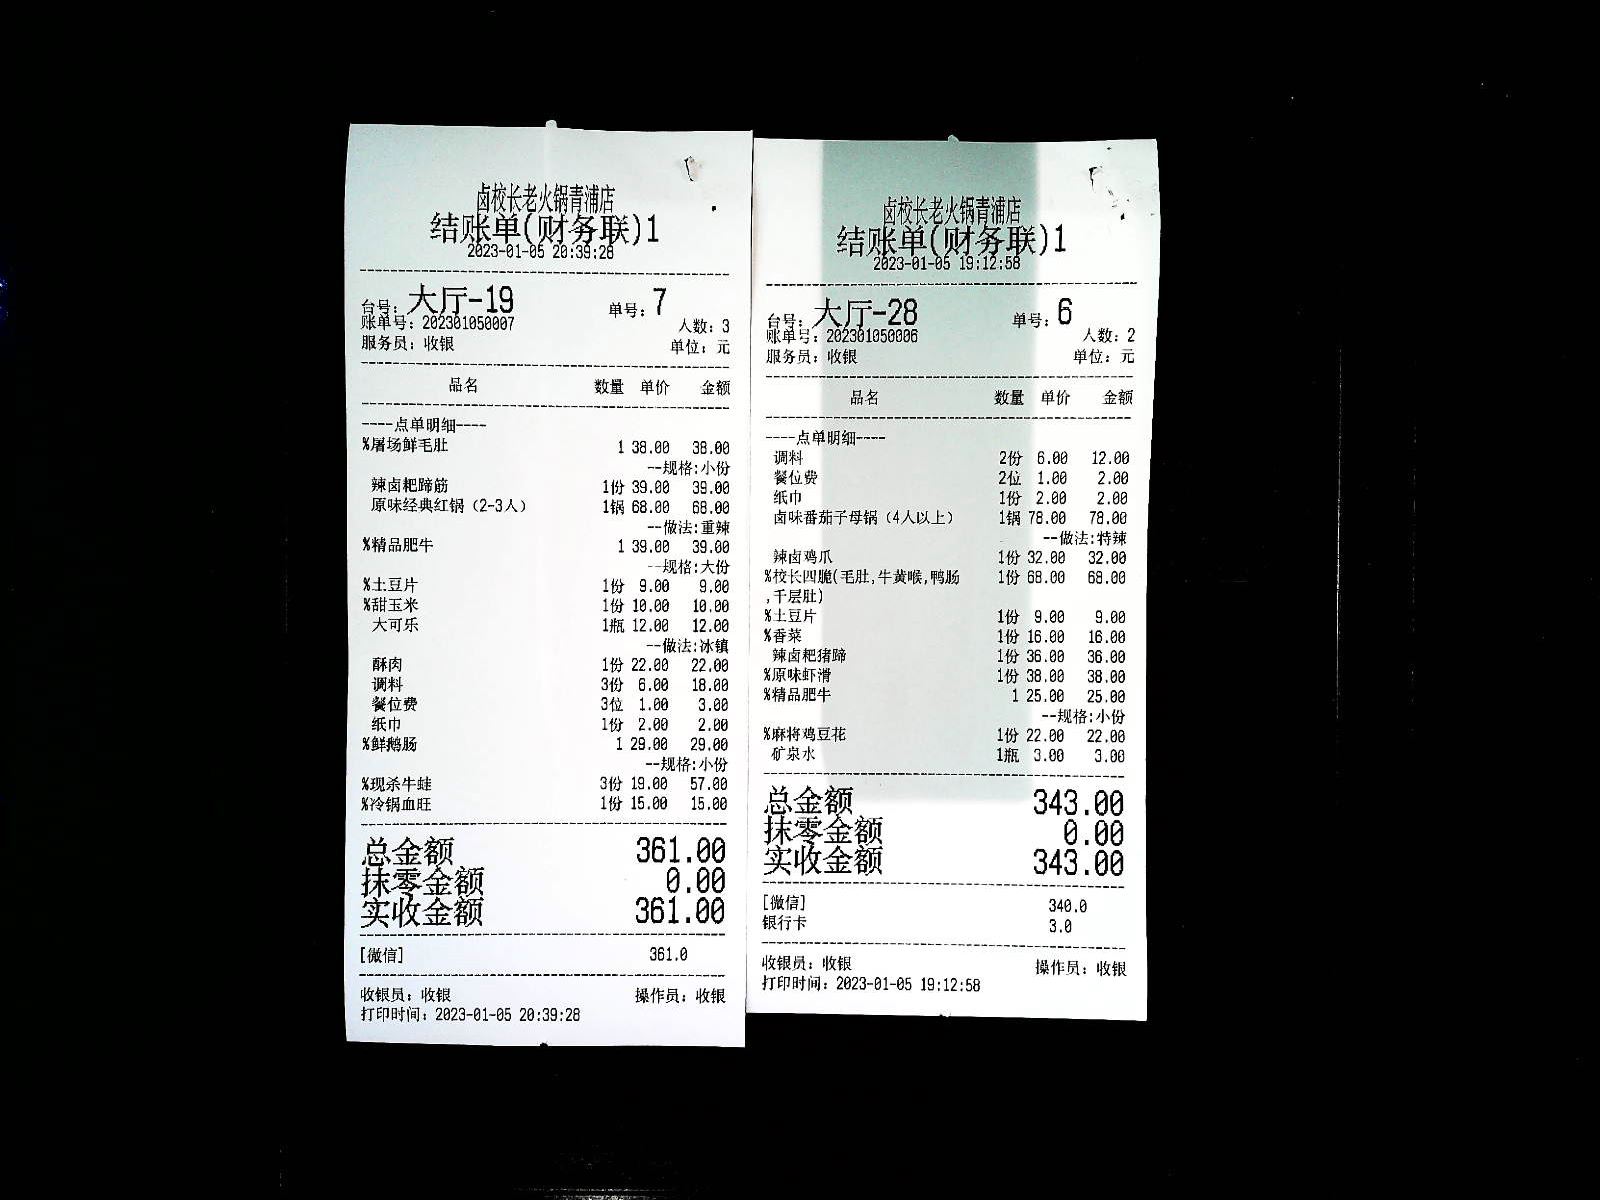 卤校长老火锅青浦店
结账单(财务联)1
2023-01-05 20:39:28
台号: 大厅-19 单号: 7
账单号: 202301050007 人数: 3
服务员: 收银 单位: 元
品名 数量 单价 金额
----点单明细----
%屠场鲜毛肚 1 38.00 38.00
--规格:小份
辣卤粑蹄筋 1份 39.00 39.00
原味经典红锅（2-3人） 1锅 68.00 68.00
--做法:重辣
%精品肥牛 1 39.00 39.00
--规格:大份
%土豆片 1份 9.00 9.00
%甜玉米 1份 10.00 10.00
大可乐 1瓶 12.00 12.00
--做法:冰镇
酥肉 1份 22.00 22.00
调料 3份 6.00 18.00
餐位费 3位 1.00 3.00
纸巾 1份 2.00 2.00
%鲜鹅肠 1 29.00 29.00
--规格:小份
%现杀牛蛙 3份 19.00 57.00
%冷锅血旺 1份 15.00 15.00
总金额 361.00
抹零金额 0.00
实收金额 361.00
[微信] 361.0
收银员: 收银 操作员: 收银
打印时间: 2023-01-05 20:39:28
卤校长老火锅青浦店
结账单(财务联)1
2023-01-05 19:12:58
台号: 大厅-28 单号: 6
账单号: 202301050006 人数: 2
服务员: 收银 单位: 元
品名 数量 单价 金额
----点单明细----
调料 2份 6.00 12.00
餐位费 2位 1.00 2.00
纸巾 1份 2.00 2.00
卤味番茄子母锅（4人以上） 1锅 78.00 78.00
--做法:特辣
辣卤鸡爪 1份 32.00 32.00
%校长四脆(毛肚,牛黄喉,鸭肠 1份 68.00 68.00
,千层肚)
%土豆片 1份 9.00 9.00
%香菜 1份 16.00 16.00
辣卤粑猪蹄 1份 36.00 36.00
%原味虾滑 1份 38.00 38.00
%精品肥牛 1 25.00 25.00
--规格:小份
%麻将鸡豆花 1份 22.00 22.00
矿泉水 1瓶 3.00 3.00
总金额 343.00
抹零金额 0.00
实收金额 343.00
[微信] 340.0
银行卡 3.0
收银员: 收银 操作员: 收银
打印时间: 2023-01-05 19:12:58